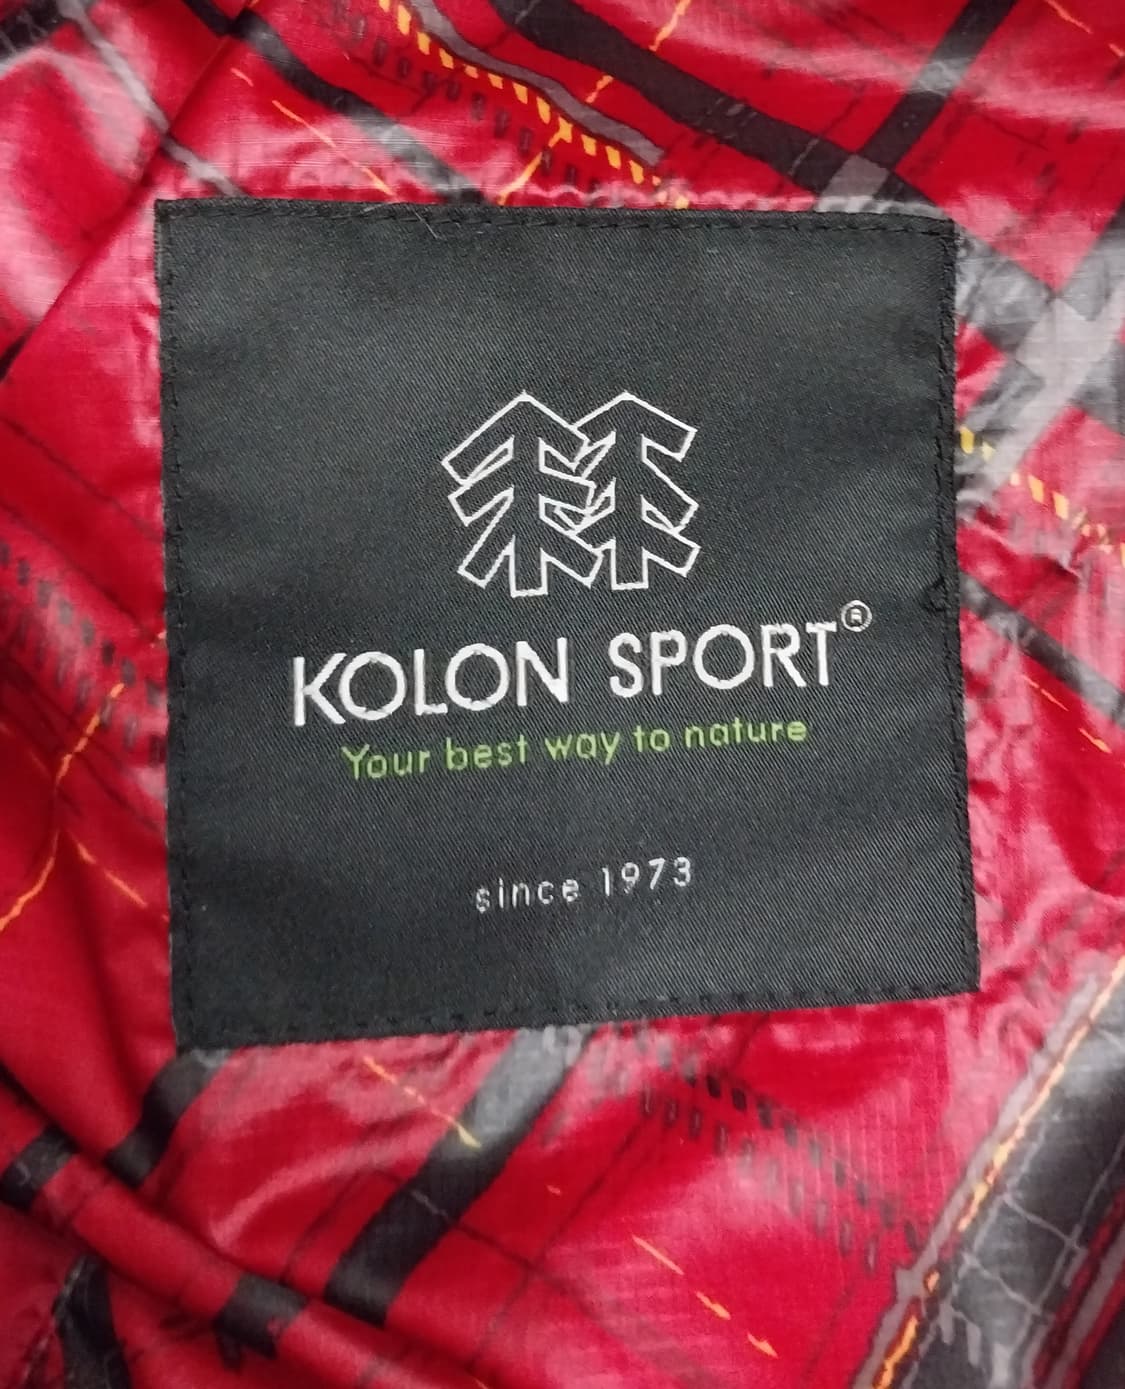 KOLON SPORT®
Your best way to nature
since 1973